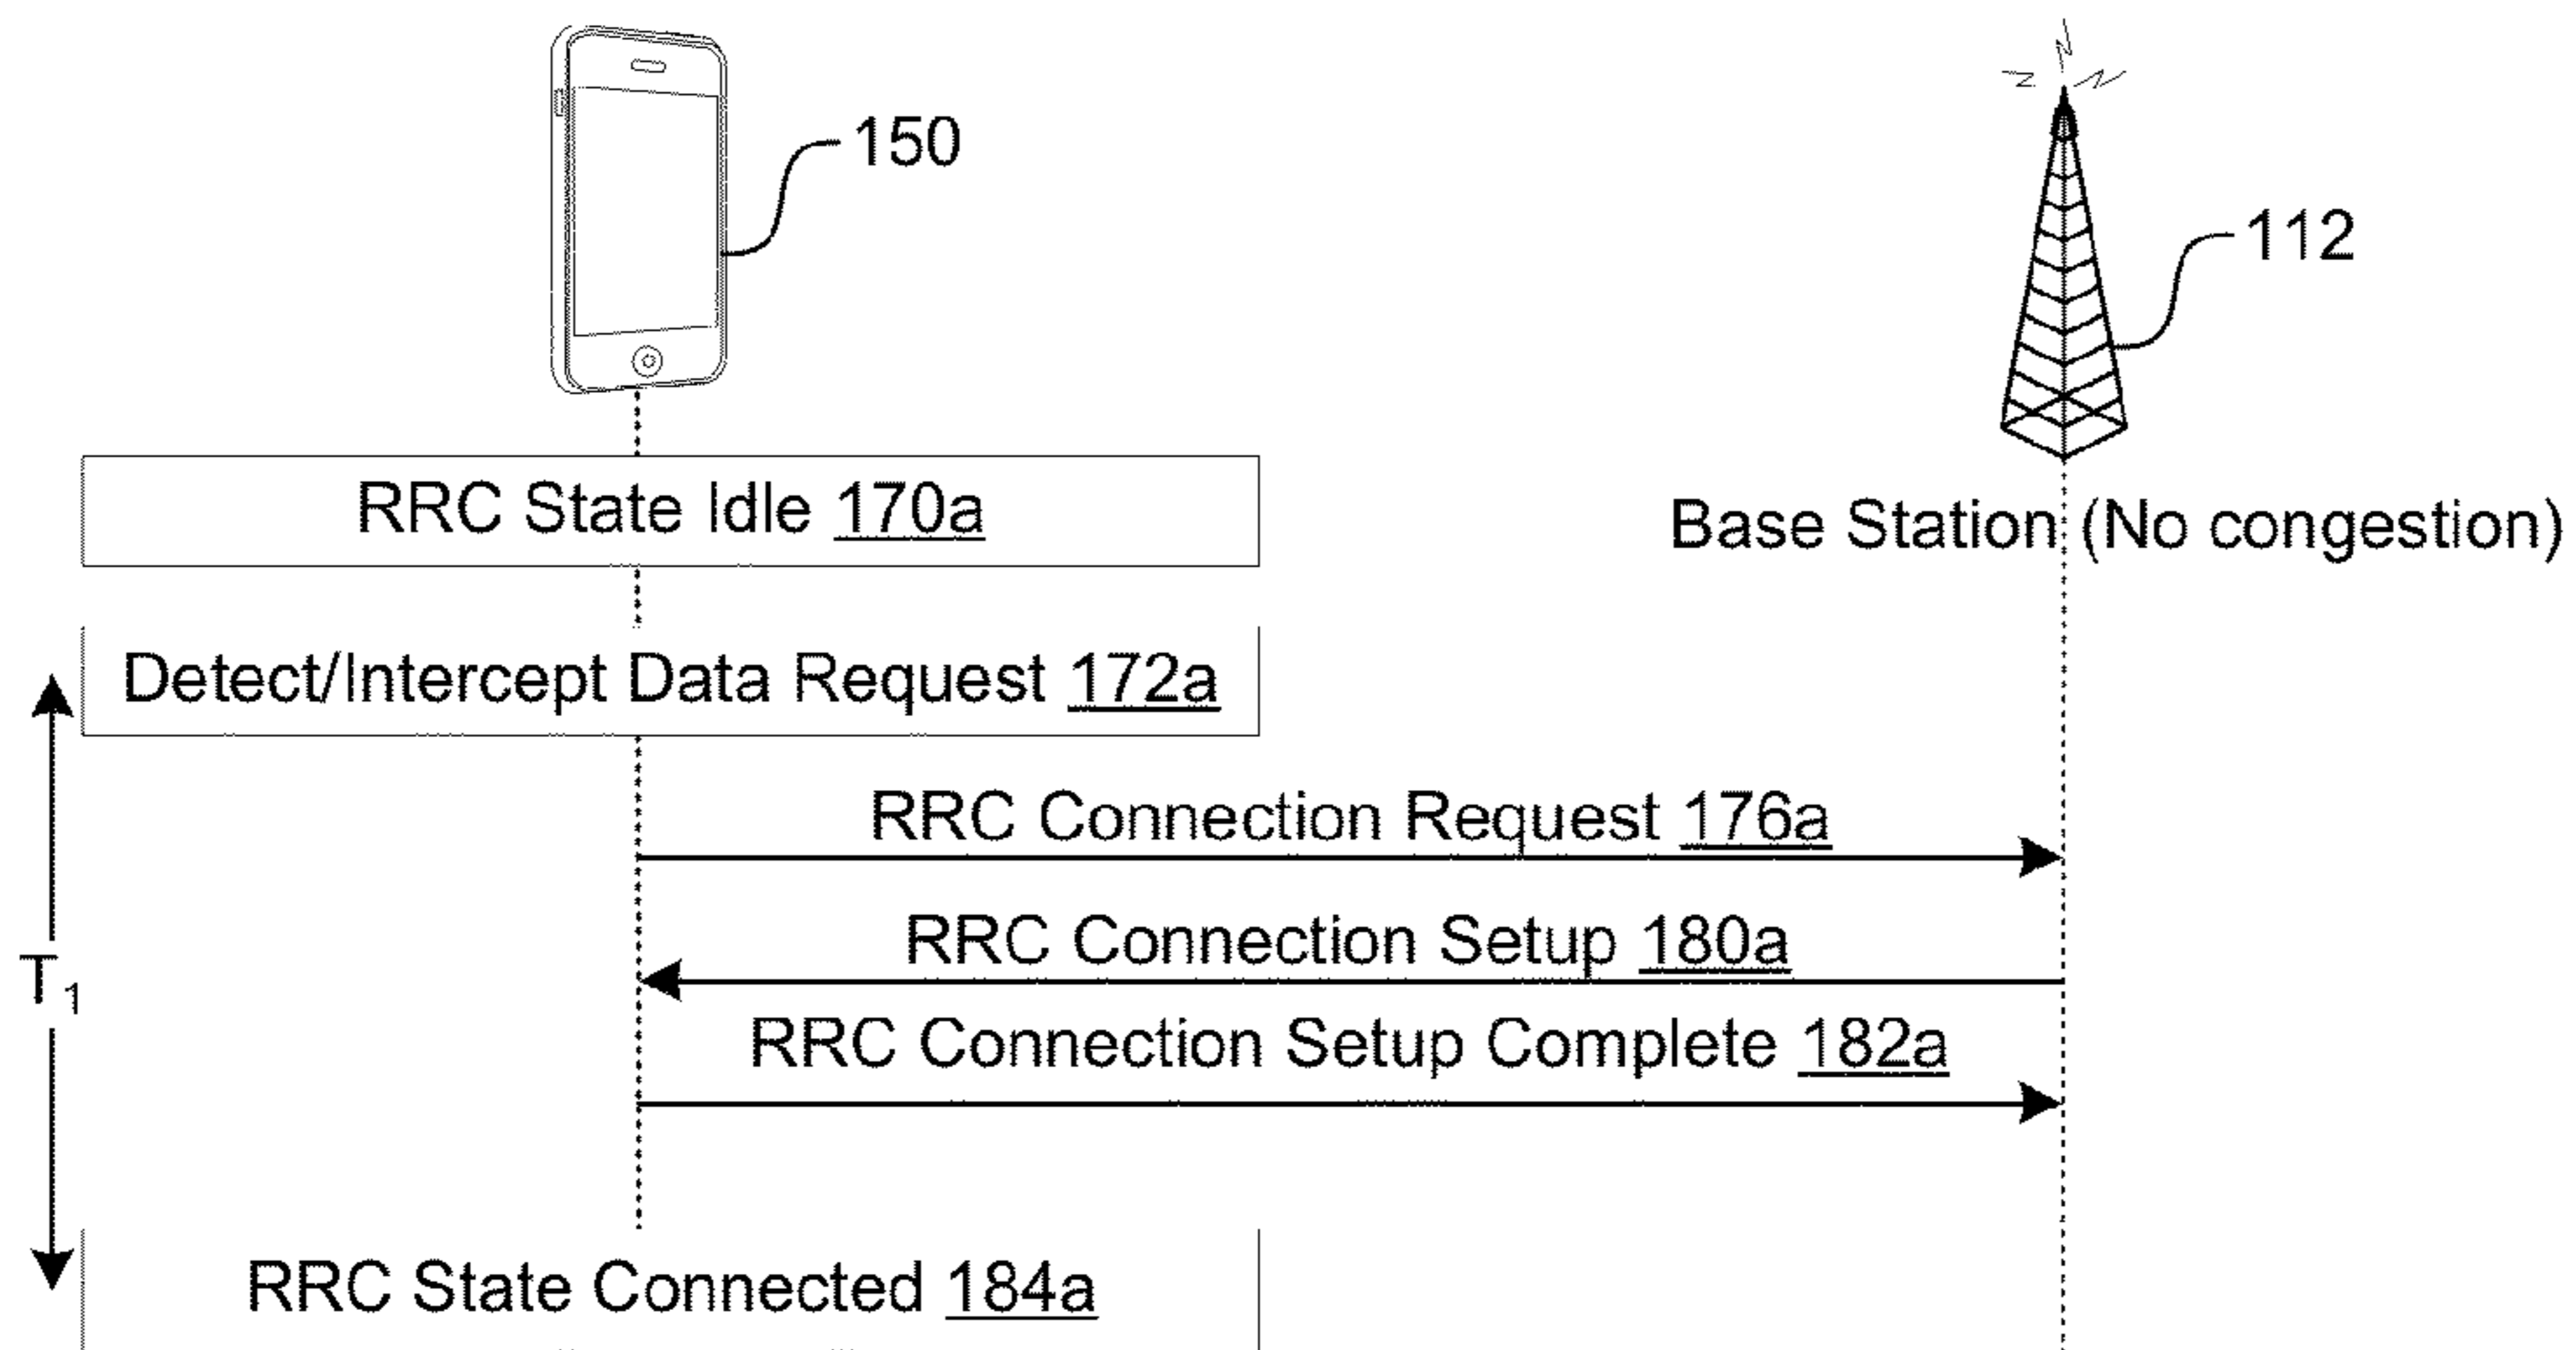 150
112
RRC State Idle 170a
Base Station (No congestion)
Detect/Intercept Data Request 172a
RRC Connection Request 176a
RRC Connection Setup 180a
T1
RRC Connection Setup Complete 182a
RRC State Connected 184a